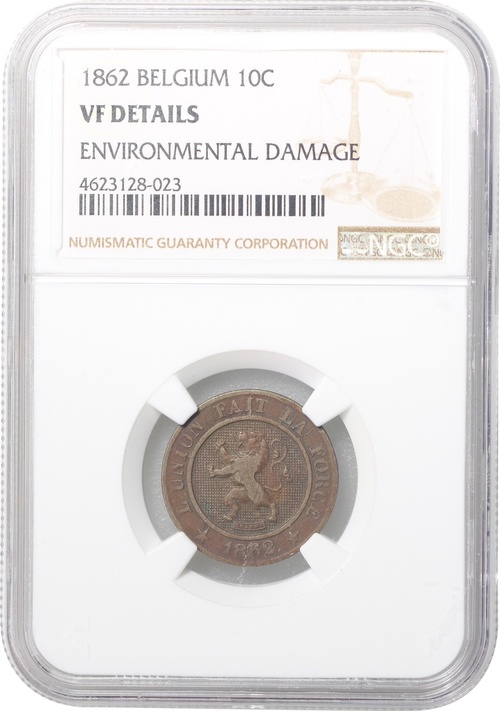 1862 BELGIUM 10C
VF DETAILS
ENVIRONMENTAL DAMAGE
4623128-023
NUMISMATIC GUARANTY CORPORATION
NGC
L'UNION FAIT LA FORCE
★ 1862. ★